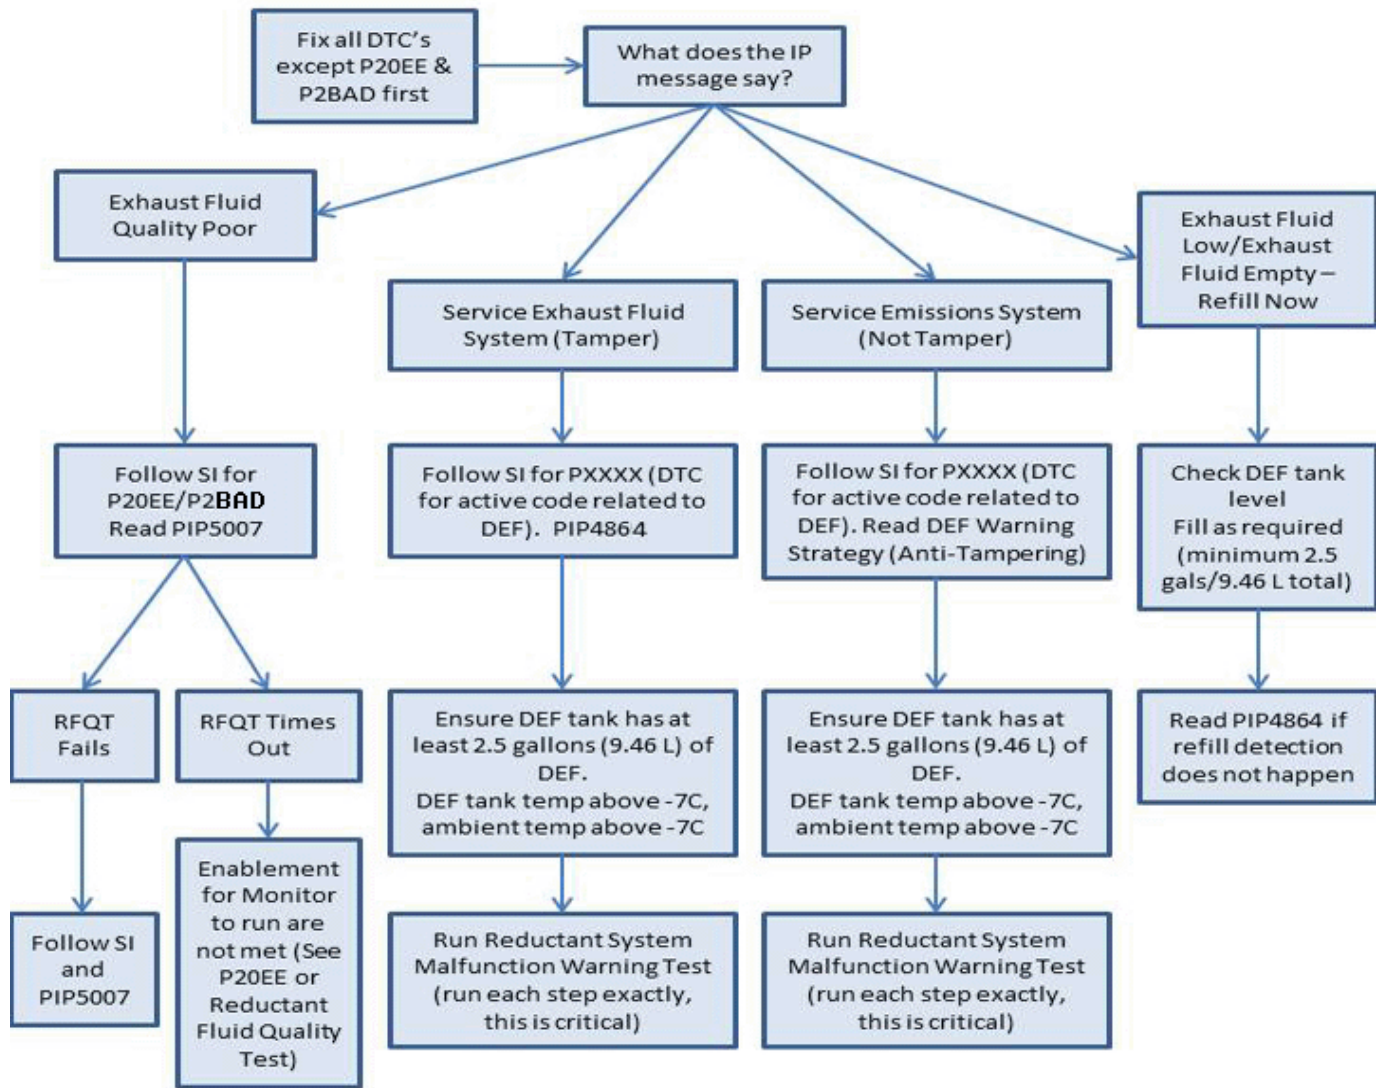 Fix all DTC's
except P20EE &
P2BAD first
What does the IP
message say?
Exhaust Fluid
Quality Poor
Service Exhaust Fluid
System (Tamper)
Service Emissions System
(Not Tamper)
Exhaust Fluid
Low/Exhaust
Fluid Empty –
Refill Now
Follow SI for
P20EE/P2BAD
Read PIP5007
Follow SI for PXXXX (DTC
for active code related to
DEF).  PIP4864
Follow SI for PXXXX (DTC
for active code related to
DEF). Read DEF Warning
Strategy (Anti-Tampering)
Check DEF tank
level
Fill as required
(minimum 2.5
gals/9.46 L total)
RFQT
Fails
RFQT Times
Out
Ensure DEF tank has at
least 2.5 gallons (9.46 L) of
DEF.
DEF tank temp above -7C,
ambient temp above -7C
Ensure DEF tank has at
least 2.5 gallons (9.46 L) of
DEF.
DEF tank temp above -7C,
ambient temp above -7C
Read PIP4864 if
refill detection
does not happen
Follow SI
and
PIP5007
Enablement
for Monitor
to run are
not met (See
P20EE or
Reductant
Fluid Quality
Test)
Run Reductant System
Malfunction Warning Test
(run each step exactly,
this is critical)
Run Reductant System
Malfunction Warning Test
(run each step exactly,
this is critical)